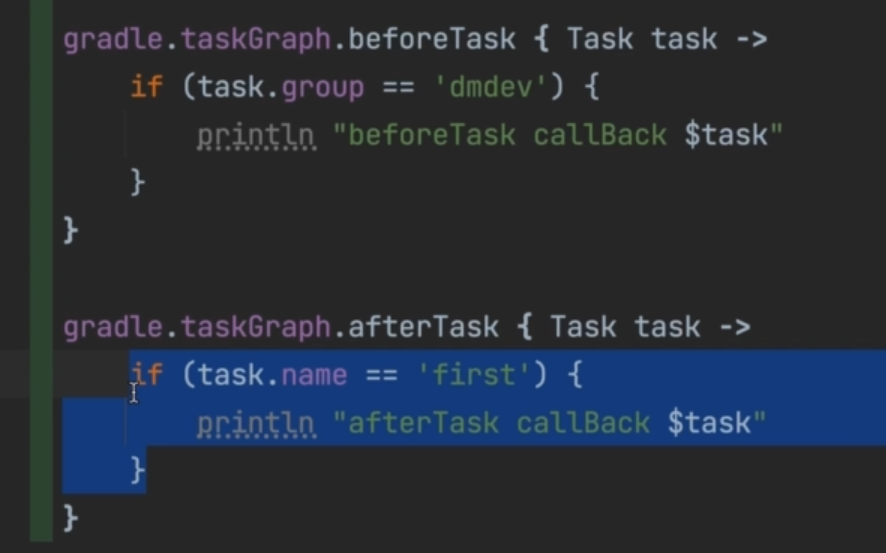 gradle.taskGraph.beforeTask { Task task ->
    if (task.group == 'dmdev') {
        println "beforeTask callBack $task"
    }
}

gradle.taskGraph.afterTask { Task task ->
    if (task.name == 'first') {
        println "afterTask callBack $task"
    }
}